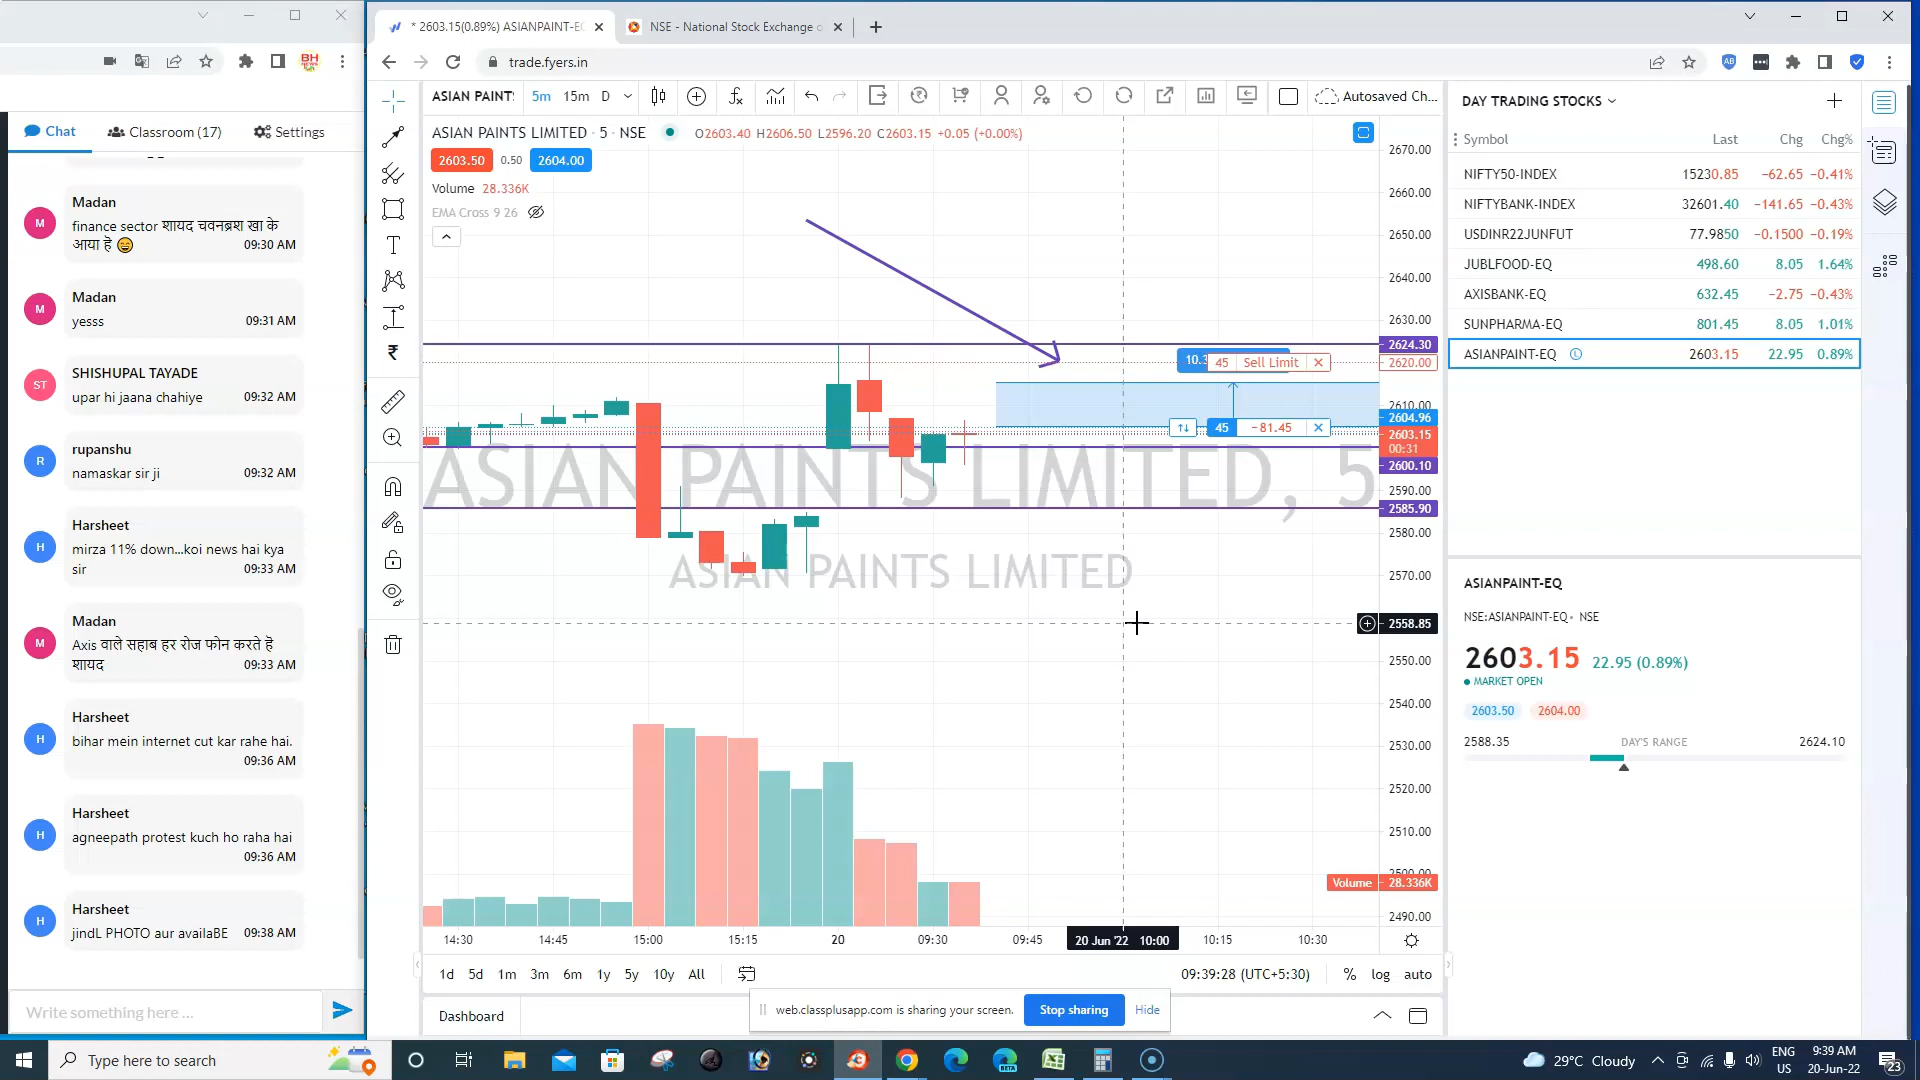 * 2603.15(0.89%) ASIANPAINT-EQ
NSE - National Stock Exchange o
trade.fyers.in
BH
Chat
Classroom (17)
Settings
M
Madan
finance sector शायद चवनब्रश खा के
आया हॆ 😄
09:30 AM
M
Madan
yesss
09:31 AM
ST
SHISHUPAL TAYADE
upar hi jaana chahiye
09:32 AM
R
rupanshu
namaskar sir ji
09:32 AM
H
Harsheet
mirza 11% down...koi news hai kya
sir
09:33 AM
M
Madan
Axis वाले सहाब हर रोज फोन करते हॆ
शायद
09:33 AM
H
Harsheet
bihar mein internet cut kar rahe hai.
09:36 AM
H
Harsheet
agneepath protest kuch ho raha hai
09:36 AM
H
Harsheet
jindL PHOTO aur availaBE
09:38 AM
Write something here ...
ASIAN PAINTS
5m 15m D
Autosaved Ch...
ASIAN PAINTS LIMITED · 5 · NSE
O2603.40 H2606.50 L2596.20 C2603.15 +0.05 (+0.00%)
2603.50 0.50 2604.00
Volume 28.336K
EMA Cross 9 26
ASIAN PAINTS LIMITED, 5
ASIAN PAINTS LIMITED
10.3
45 Sell Limit
45 −81.45
2670.00
2660.00
2650.00
2640.00
2630.00
2624.30
2620.00
2610.00
2604.96
2603.15
00:31
2600.10
2590.00
2585.90
2580.00
2570.00
2558.85
2550.00
2540.00
2530.00
2520.00
2510.00
2500.00
Volume 28.336K
2490.00
14:30 14:45 15:00 15:15 20 09:30 09:45 20 Jun '22 10:00 10:15 10:30
1d 5d 1m 3m 6m 1y 5y 10y All
09:39:28 (UTC+5:30)
% log auto
Dashboard
web.classplusapp.com is sharing your screen.
Stop sharing
Hide
DAY TRADING STOCKS
Symbol Last Chg Chg%
NIFTY50-INDEX 15230.85 −62.65 −0.41%
NIFTYBANK-INDEX 32601.40 −141.65 −0.43%
USDINR22JUNFUT 77.9850 −0.1500 −0.19%
JUBLFOOD-EQ 498.60 8.05 1.64%
AXISBANK-EQ 632.45 −2.75 −0.43%
SUNPHARMA-EQ 801.45 8.05 1.01%
ASIANPAINT-EQ 2603.15 22.95 0.89%
ASIANPAINT-EQ
NSE:ASIANPAINT-EQ • NSE
2603.15 22.95 (0.89%)
MARKET OPEN
2603.50 2604.00
2588.35 DAY'S RANGE 2624.10
Type here to search
29°C Cloudy
ENG
US
9:39 AM
20-Jun-22
23